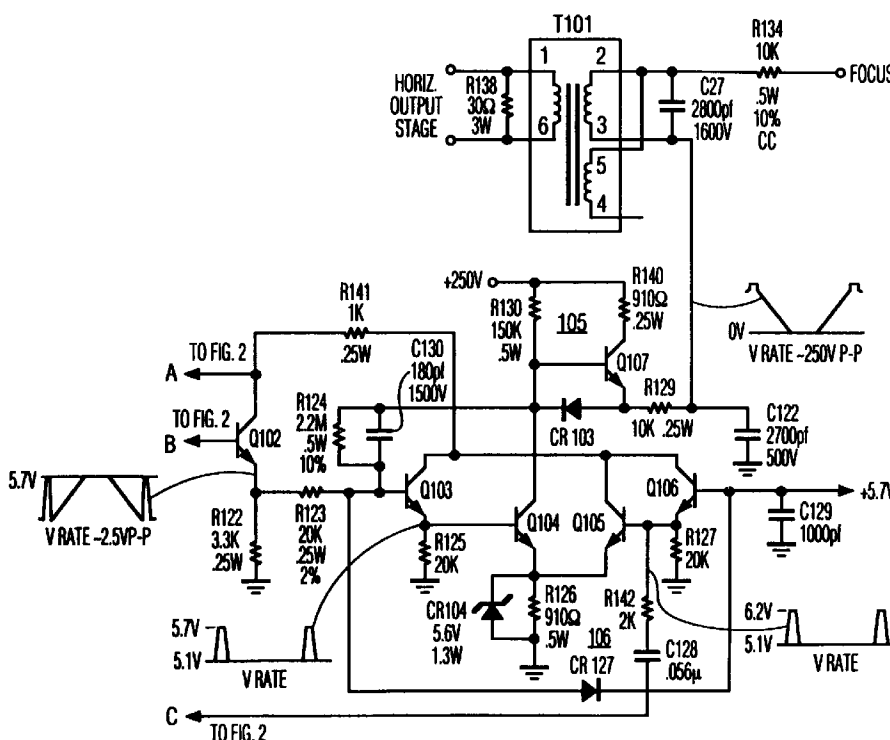 T101
1
2
R134
10K
.5W
10%
CC
FOCUS
HORIZ.
OUTPUT
STAGE
R138
30Ω
3W
6
3
5
4
C27
2800pf
1600V
+250V
R140
910Ω
.25W
R130
150K
.5W
105
Q107
0V
V RATE ~250V P-P
R141
1K
.25W
TO FIG. 2
A
C130
180pf
1500V
R124
2.2M
.5W
10%
TO FIG. 2
B
Q102
CR 103
R129
10K .25W
C122
2700pf
500V
5.7V
V RATE ~2.5VP-P
R122
3.3K
.25W
R123
20K
.25W
2%
Q103
Q104
Q105
Q106
+5.7V
C129
1000pf
R125
20K
R127
20K
CR104
5.6V
1.3W
R126
910Ω
.5W
R142
2K
C128
.056μ
106
CR 127
5.7V
5.1V
V RATE
6.2V
5.1V
V RATE
C
TO FIG. 2